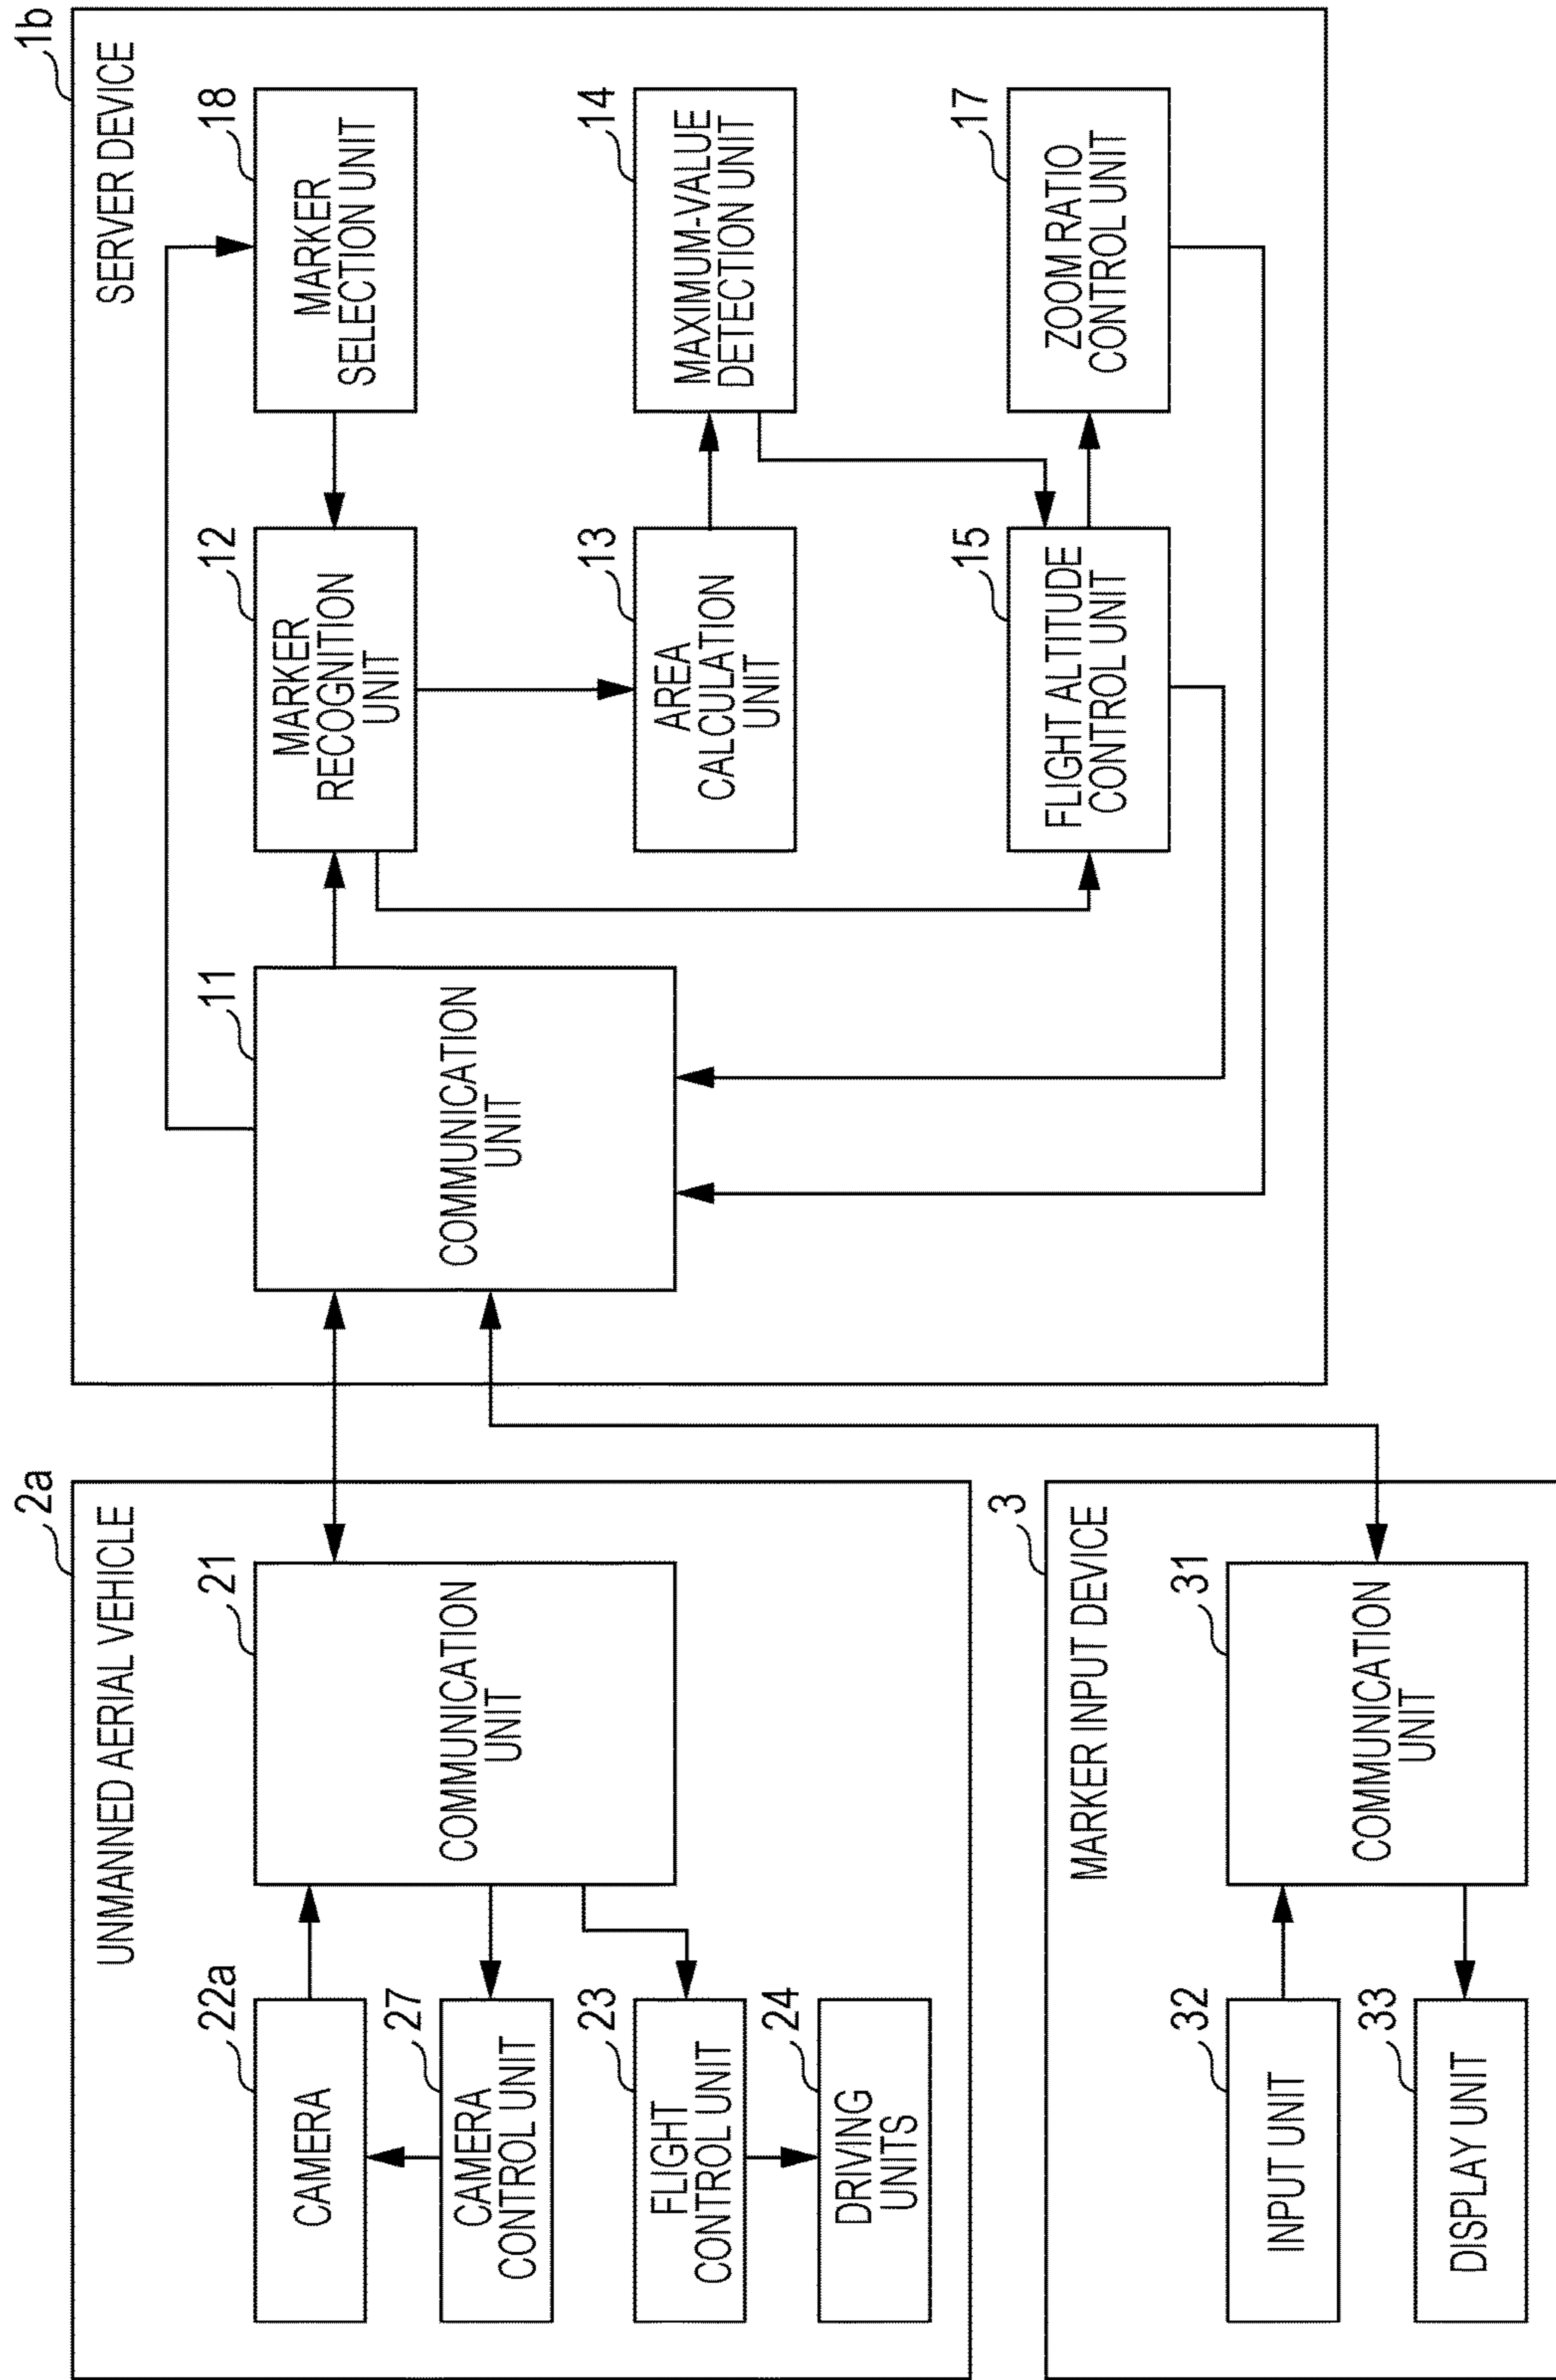 2a
UNMANNED AERIAL VEHICLE
22a
CAMERA
27
CAMERA
CONTROL UNIT
23
FLIGHT
CONTROL UNIT
24
DRIVING
UNITS
21
COMMUNICATION
UNIT
3
MARKER INPUT DEVICE
32
INPUT UNIT
33
DISPLAY UNIT
31
COMMUNICATION
UNIT
1b
SERVER DEVICE
11
COMMUNICATION
UNIT
12
MARKER
RECOGNITION
UNIT
18
MARKER
SELECTION UNIT
13
AREA
CALCULATION
UNIT
14
MAXIMUM-VALUE
DETECTION UNIT
15
FLIGHT ALTITUDE
CONTROL UNIT
17
ZOOM RATIO
CONTROL UNIT